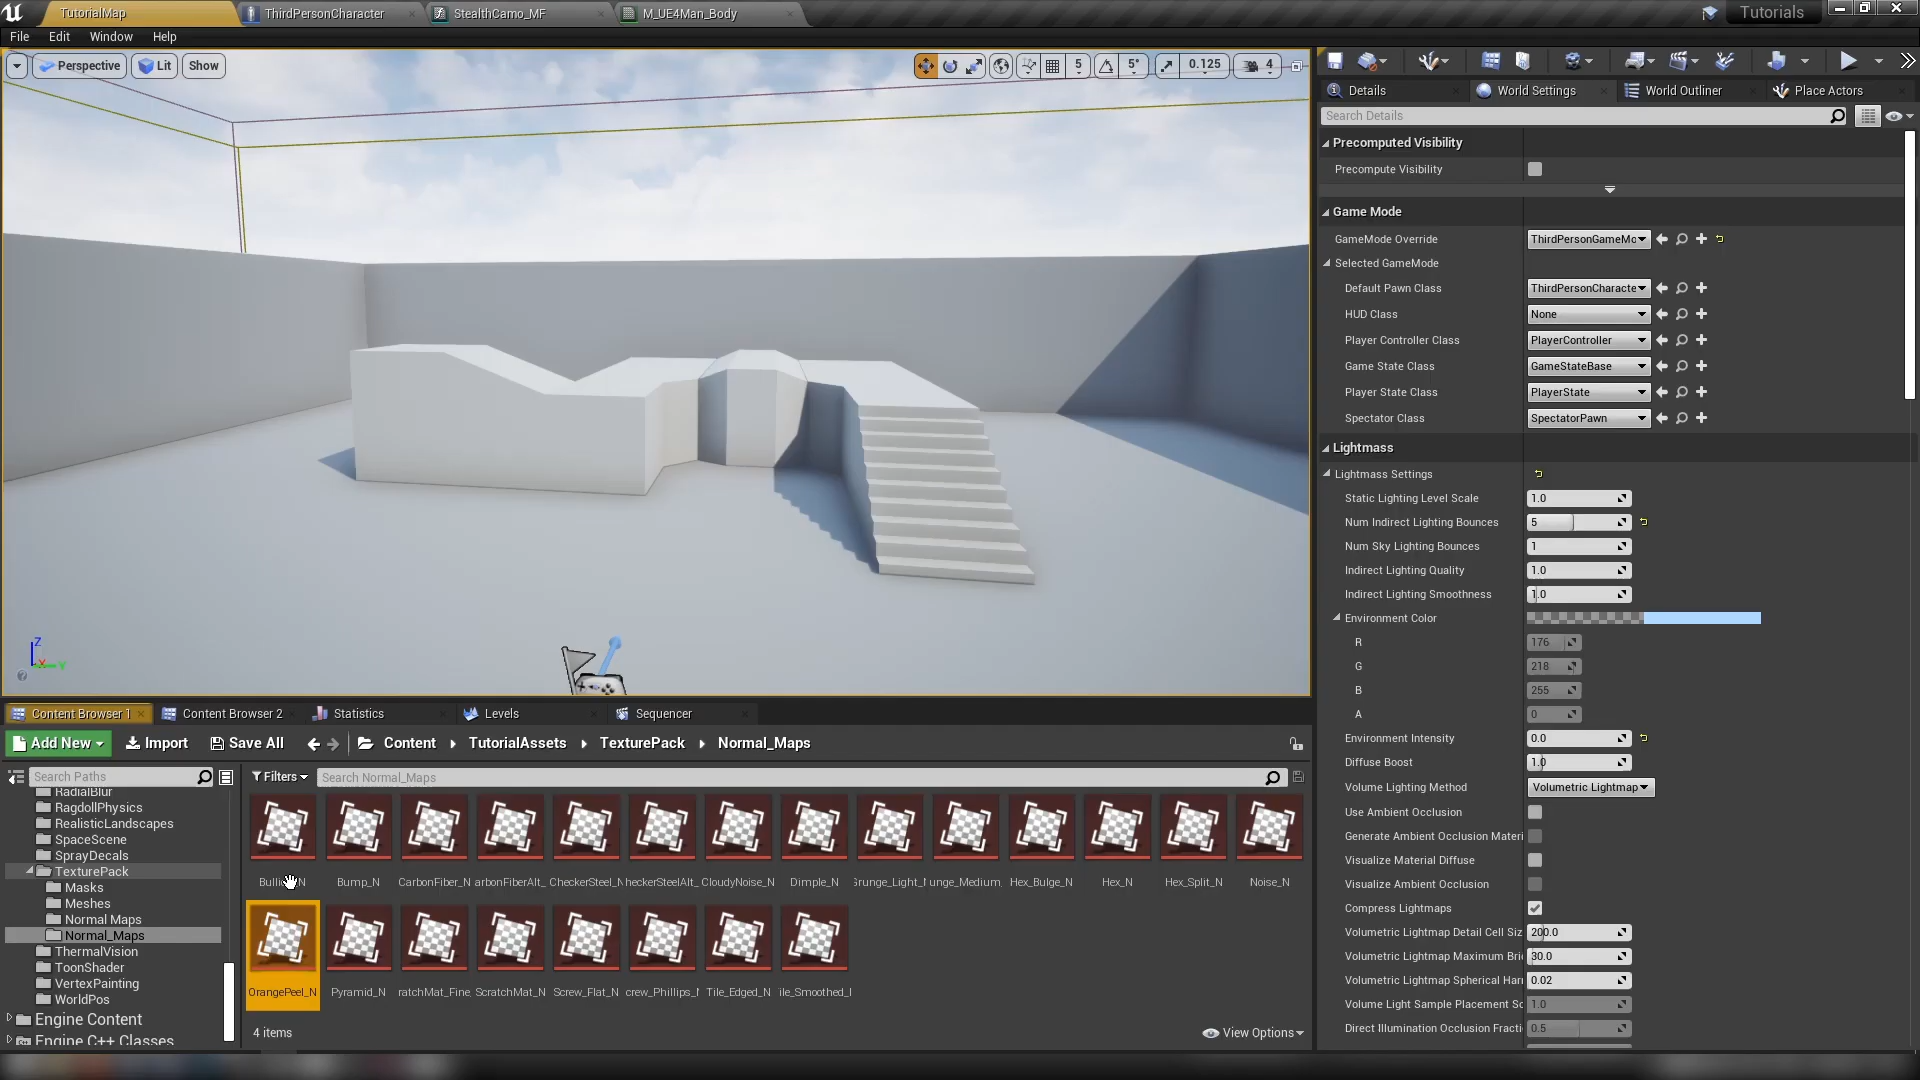 TutorialMap
ThirdPersonCharacter
StealthCamo_MF
M_UE4Man_Body
Tutorials
File Edit Window Help
Perspective Lit Show
5 5° 0.125 4
Details World Settings World Outliner Place Actors
Search Details
Precomputed Visibility
Precompute Visibility
Game Mode
GameMode Override ThirdPersonGameMo
Selected GameMode
Default Pawn Class ThirdPersonCharacte
HUD Class None
Player Controller Class PlayerController
Game State Class GameStateBase
Player State Class PlayerState
Spectator Class SpectatorPawn
Lightmass
Lightmass Settings
Static Lighting Level Scale 1.0
Num Indirect Lighting Bounces 5
Num Sky Lighting Bounces 1
Indirect Lighting Quality 1.0
Indirect Lighting Smoothness 1.0
Environment Color
R 176
G 218
B 255
A 0
Environment Intensity 0.0
Diffuse Boost 1.0
Volume Lighting Method Volumetric Lightmap
Use Ambient Occlusion
Generate Ambient Occlusion Materi
Visualize Material Diffuse
Visualize Ambient Occlusion
Compress Lightmaps
Volumetric Lightmap Detail Cell Siz 200.0
Volumetric Lightmap Maximum Bri 30.0
Volumetric Lightmap Spherical Har 0.02
Volume Light Sample Placement Sc 1.0
Direct Illumination Occlusion Fracti 0.5
Z
X Y
Content Browser 1 Content Browser 2 Statistics Levels Sequencer
Add New Import Save All Content TutorialAssets TexturePack Normal_Maps
Search Paths Filters Search Normal_Maps
RadialBlur
RagdollPhysics
RealisticLandscapes
SpaceScene
SprayDecals
TexturePack
Masks
Meshes
Normal Maps
Normal_Maps
ThermalVision
ToonShader
VertexPainting
WorldPos
Engine Content
Engine C++ Classes
Bump_N CarbonFiber_N arbonFiberAlt_ CheckerSteel_N heckerSteelAlt_ CloudyNoise_N Dimple_N Grunge_Light_N unge_Medium_ Hex_Bulge_N Hex_N Hex_Split_N Noise_N
OrangePeel_N Pyramid_N ratchMat_Fine_ ScratchMat_N Screw_Flat_N crew_Phillips_N Tile_Edged_N ile_Smoothed_N
4 items View Options